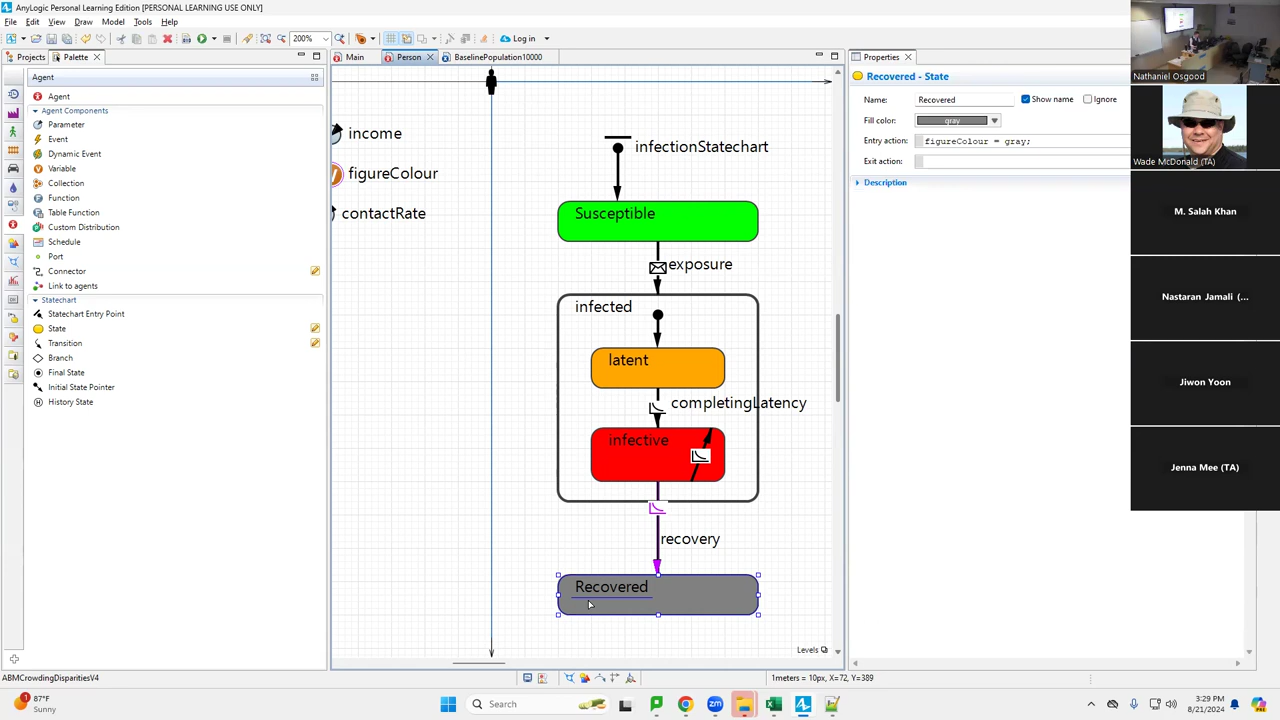 AnyLogic Personal Learning Edition [PERSONAL LEARNING USE ONLY]
File Edit View Draw Model Tools Help
200%
Log in
Projects
Palette
Main
Person
BaselinePopulation10000
Properties
Agent
Agent
Agent Components
Parameter
Event
Dynamic Event
Variable
Collection
Function
Table Function
Custom Distribution
Schedule
Port
Connector
Link to agents
Statechart
Statechart Entry Point
State
Transition
Branch
Final State
Initial State Pointer
History State
income
figureColour
contactRate
infectionStatechart
Susceptible
exposure
infected
latent
completingLatency
infective
recovery
Recovered
Levels
Recovered - State
Name:
Recovered
Show name
Ignore
Fill color:
gray
Entry action:
figureColour = gray;
Exit action:
Description
Nathaniel Osgood
Wade McDonald (TA)
M. Salah Khan
Nastaran Jamali (...
Jiwon Yoon
Jenna Mee (TA)
ABMCrowdingDisparitiesV4
1meters = 10px, X=72, Y=389
87°F
Sunny
Search
3:29 PM
8/21/2024